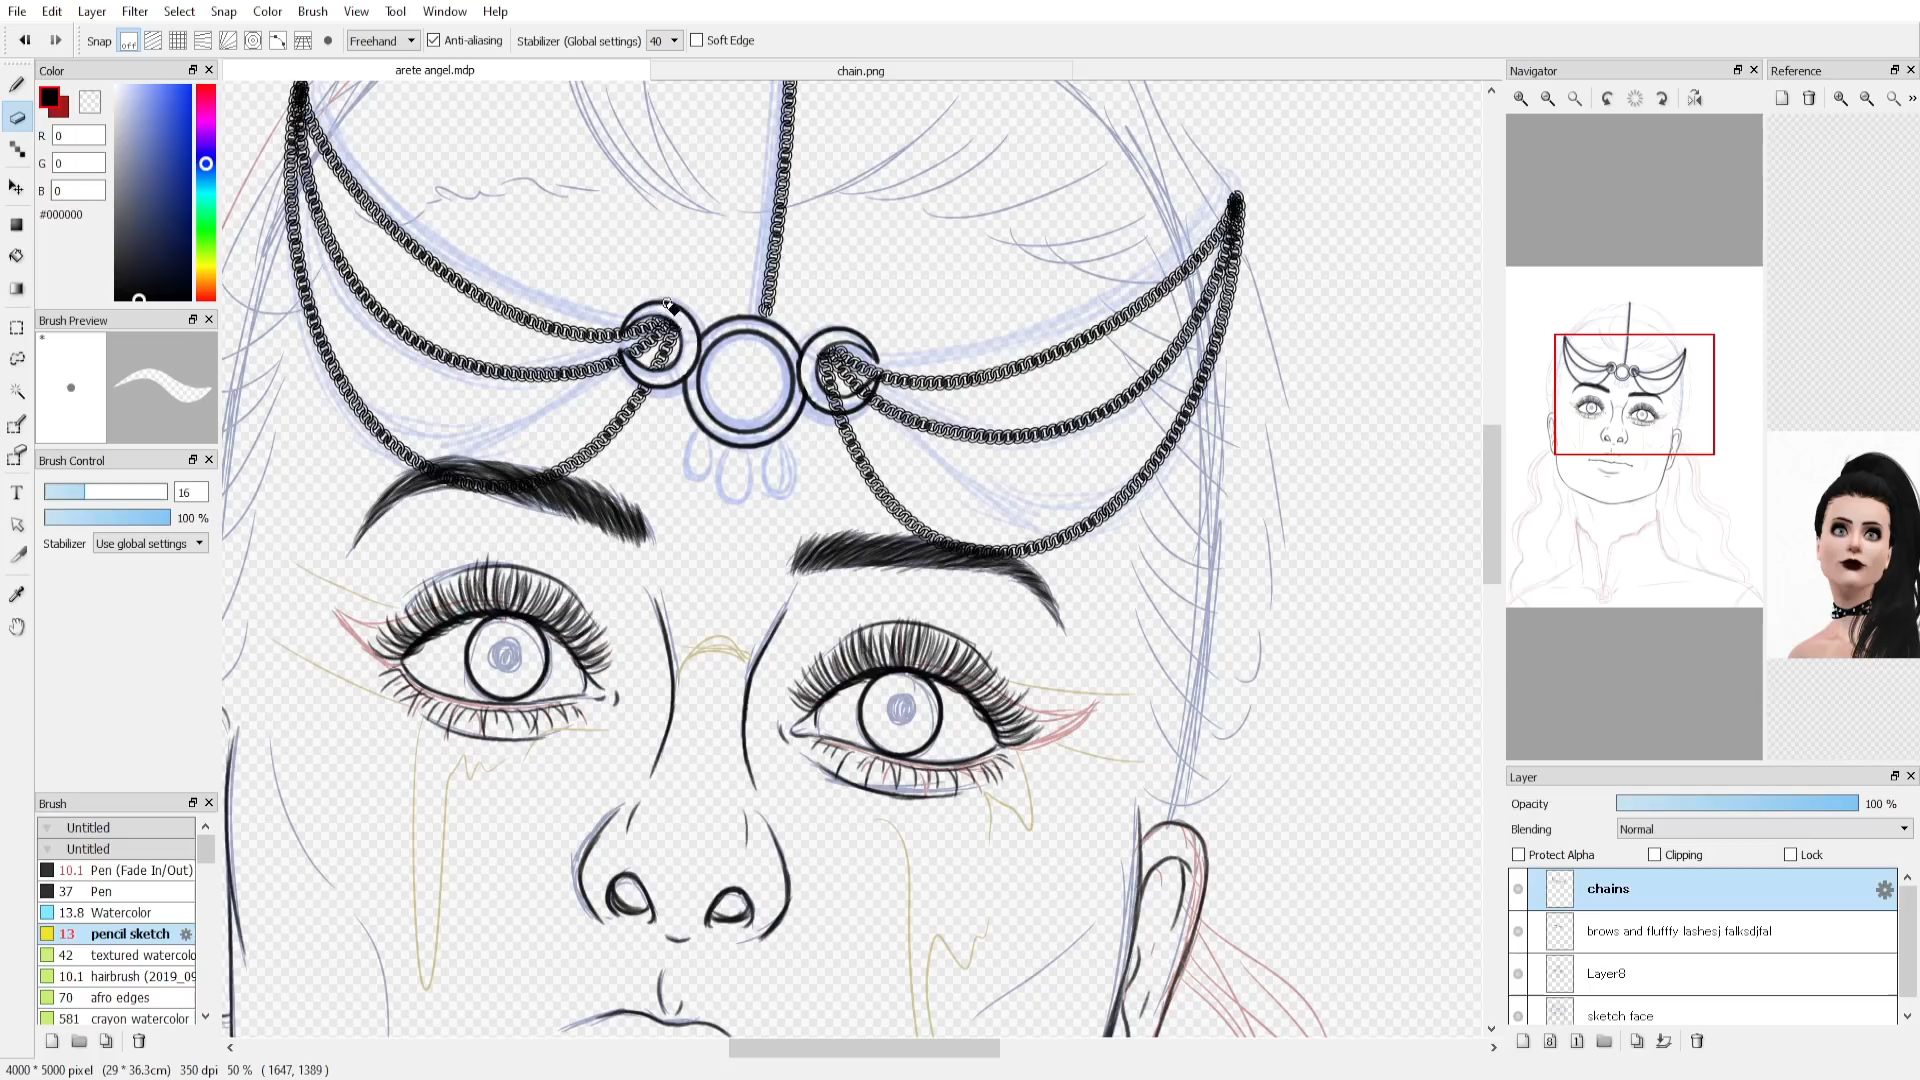 File Edit Layer Filter Select Snap Color Brush View Tool Window Help
Snap off Freehand Anti-aliasing Stabilizer (Global settings) 40 Soft Edge
Color
arete angel.mdp
chain.png
Navigator
Reference
R 0
G 0
B 0
#000000
Brush Preview
*
Brush Control
16
100 %
Stabilizer Use global settings
Brush
Untitled
Untitled
10.1 Pen (Fade In/Out)
37 Pen
13.8 Watercolor
13 pencil sketch
42 textured watercolo
10.1 hairbrush (2019_09
70 afro edges
581 crayon watercolor
Layer
Opacity 100 %
Blending Normal
Protect Alpha Clipping Lock
chains
brows and flufffy lashesj falksdjfal
Layer8
sketch face
4000 * 5000 pixel (29 * 36.3cm) 350 dpi 50 % ( 1647, 1389 )